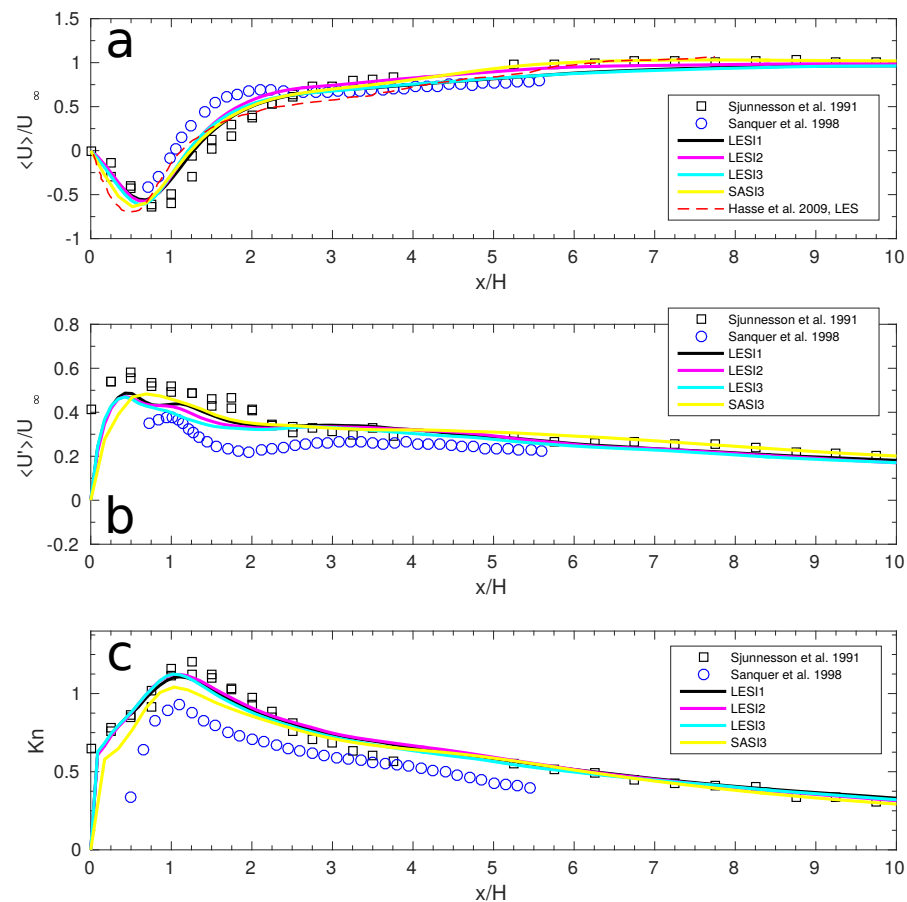 a
1.5
1
0.5
0
-0.5
-1
<U>/U ∞
0 1 2 3 4 5 6 7 8 9 10
x/H
Sjunnesson et al. 1991
Sanquer et al. 1998
LESI1
LESI2
LESI3
SASI3
Hasse et al. 2009, LES
b
0.8
0.6
0.4
0.2
0
-0.2
<U'>/U ∞
0 1 2 3 4 5 6 7 8 9 10
x/H
Sjunnesson et al. 1991
Sanquer et al. 1998
LESI1
LESI2
LESI3
SASI3
c
1
0.5
0
Kn
0 1 2 3 4 5 6 7 8 9 10
x/H
Sjunnesson et al. 1991
Sanquer et al. 1998
LESI1
LESI2
LESI3
SASI3